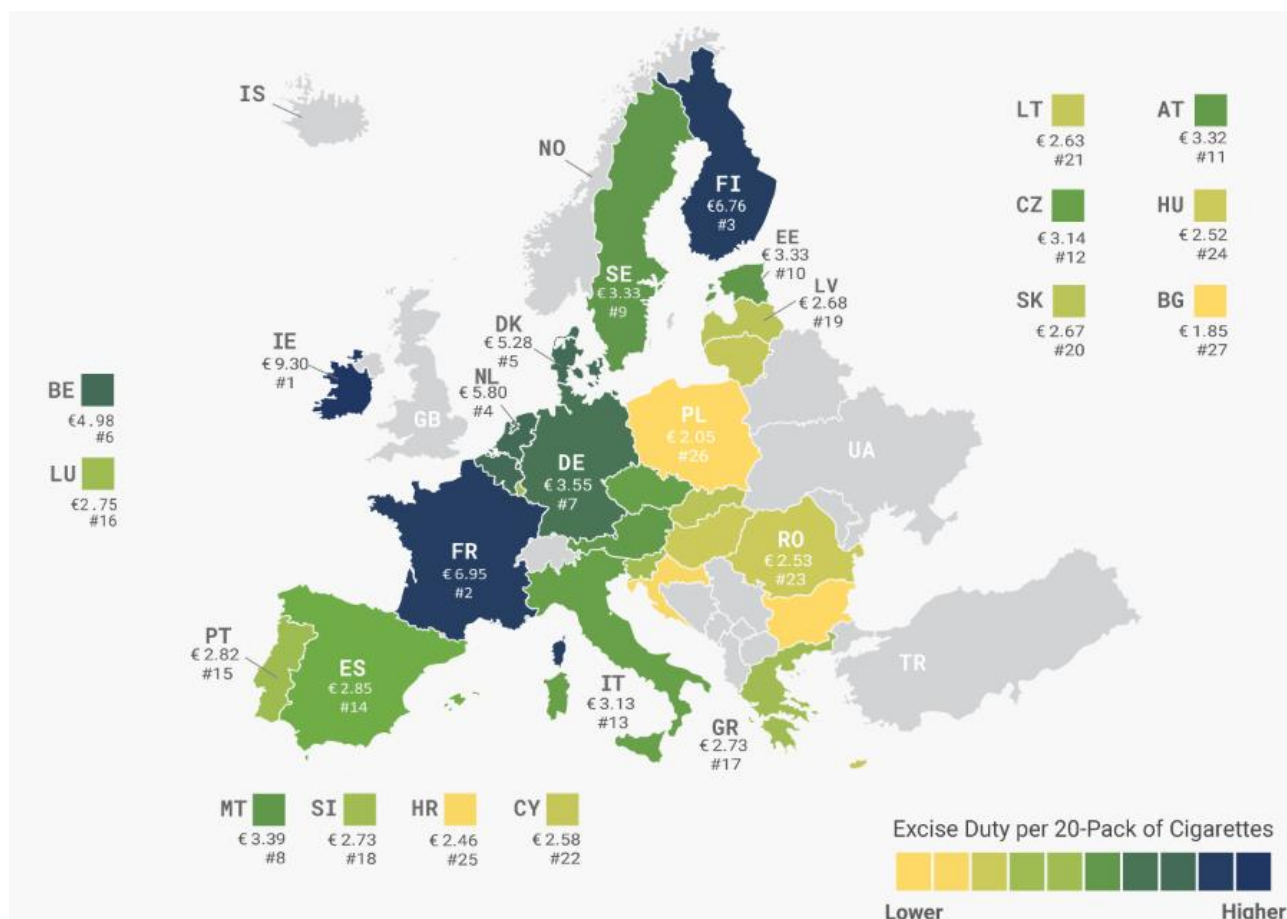 IS
NO
FI
€6.76
#3
SE
€ 3.33
#9
EE
€ 3.33
#10
LV
€ 2.68
#19
DK
€ 5.28
#5
NL
€ 5.80
#4
IE
€ 9.30
#1
GB
BE
€4.98
#6
LU
€2.75
#16
LT
€ 2.63
#21
AT
€ 3.32
#11
CZ
€ 3.14
#12
HU
€ 2.52
#24
SK
€ 2.67
#20
BG
€ 1.85
#27
PL
€ 2.05
#26
DE
€ 3.55
#7
UA
FR
€ 6.95
#2
RO
€ 2.53
#23
PT
€ 2.82
#15
ES
€ 2.85
#14
IT
€ 3.13
#13
GR
€ 2.73
#17
TR
MT
€ 3.39
#8
SI
€ 2.73
#18
HR
€ 2.46
#25
CY
€ 2.58
#22
Excise Duty per 20-Pack of Cigarettes
Lower
Higher